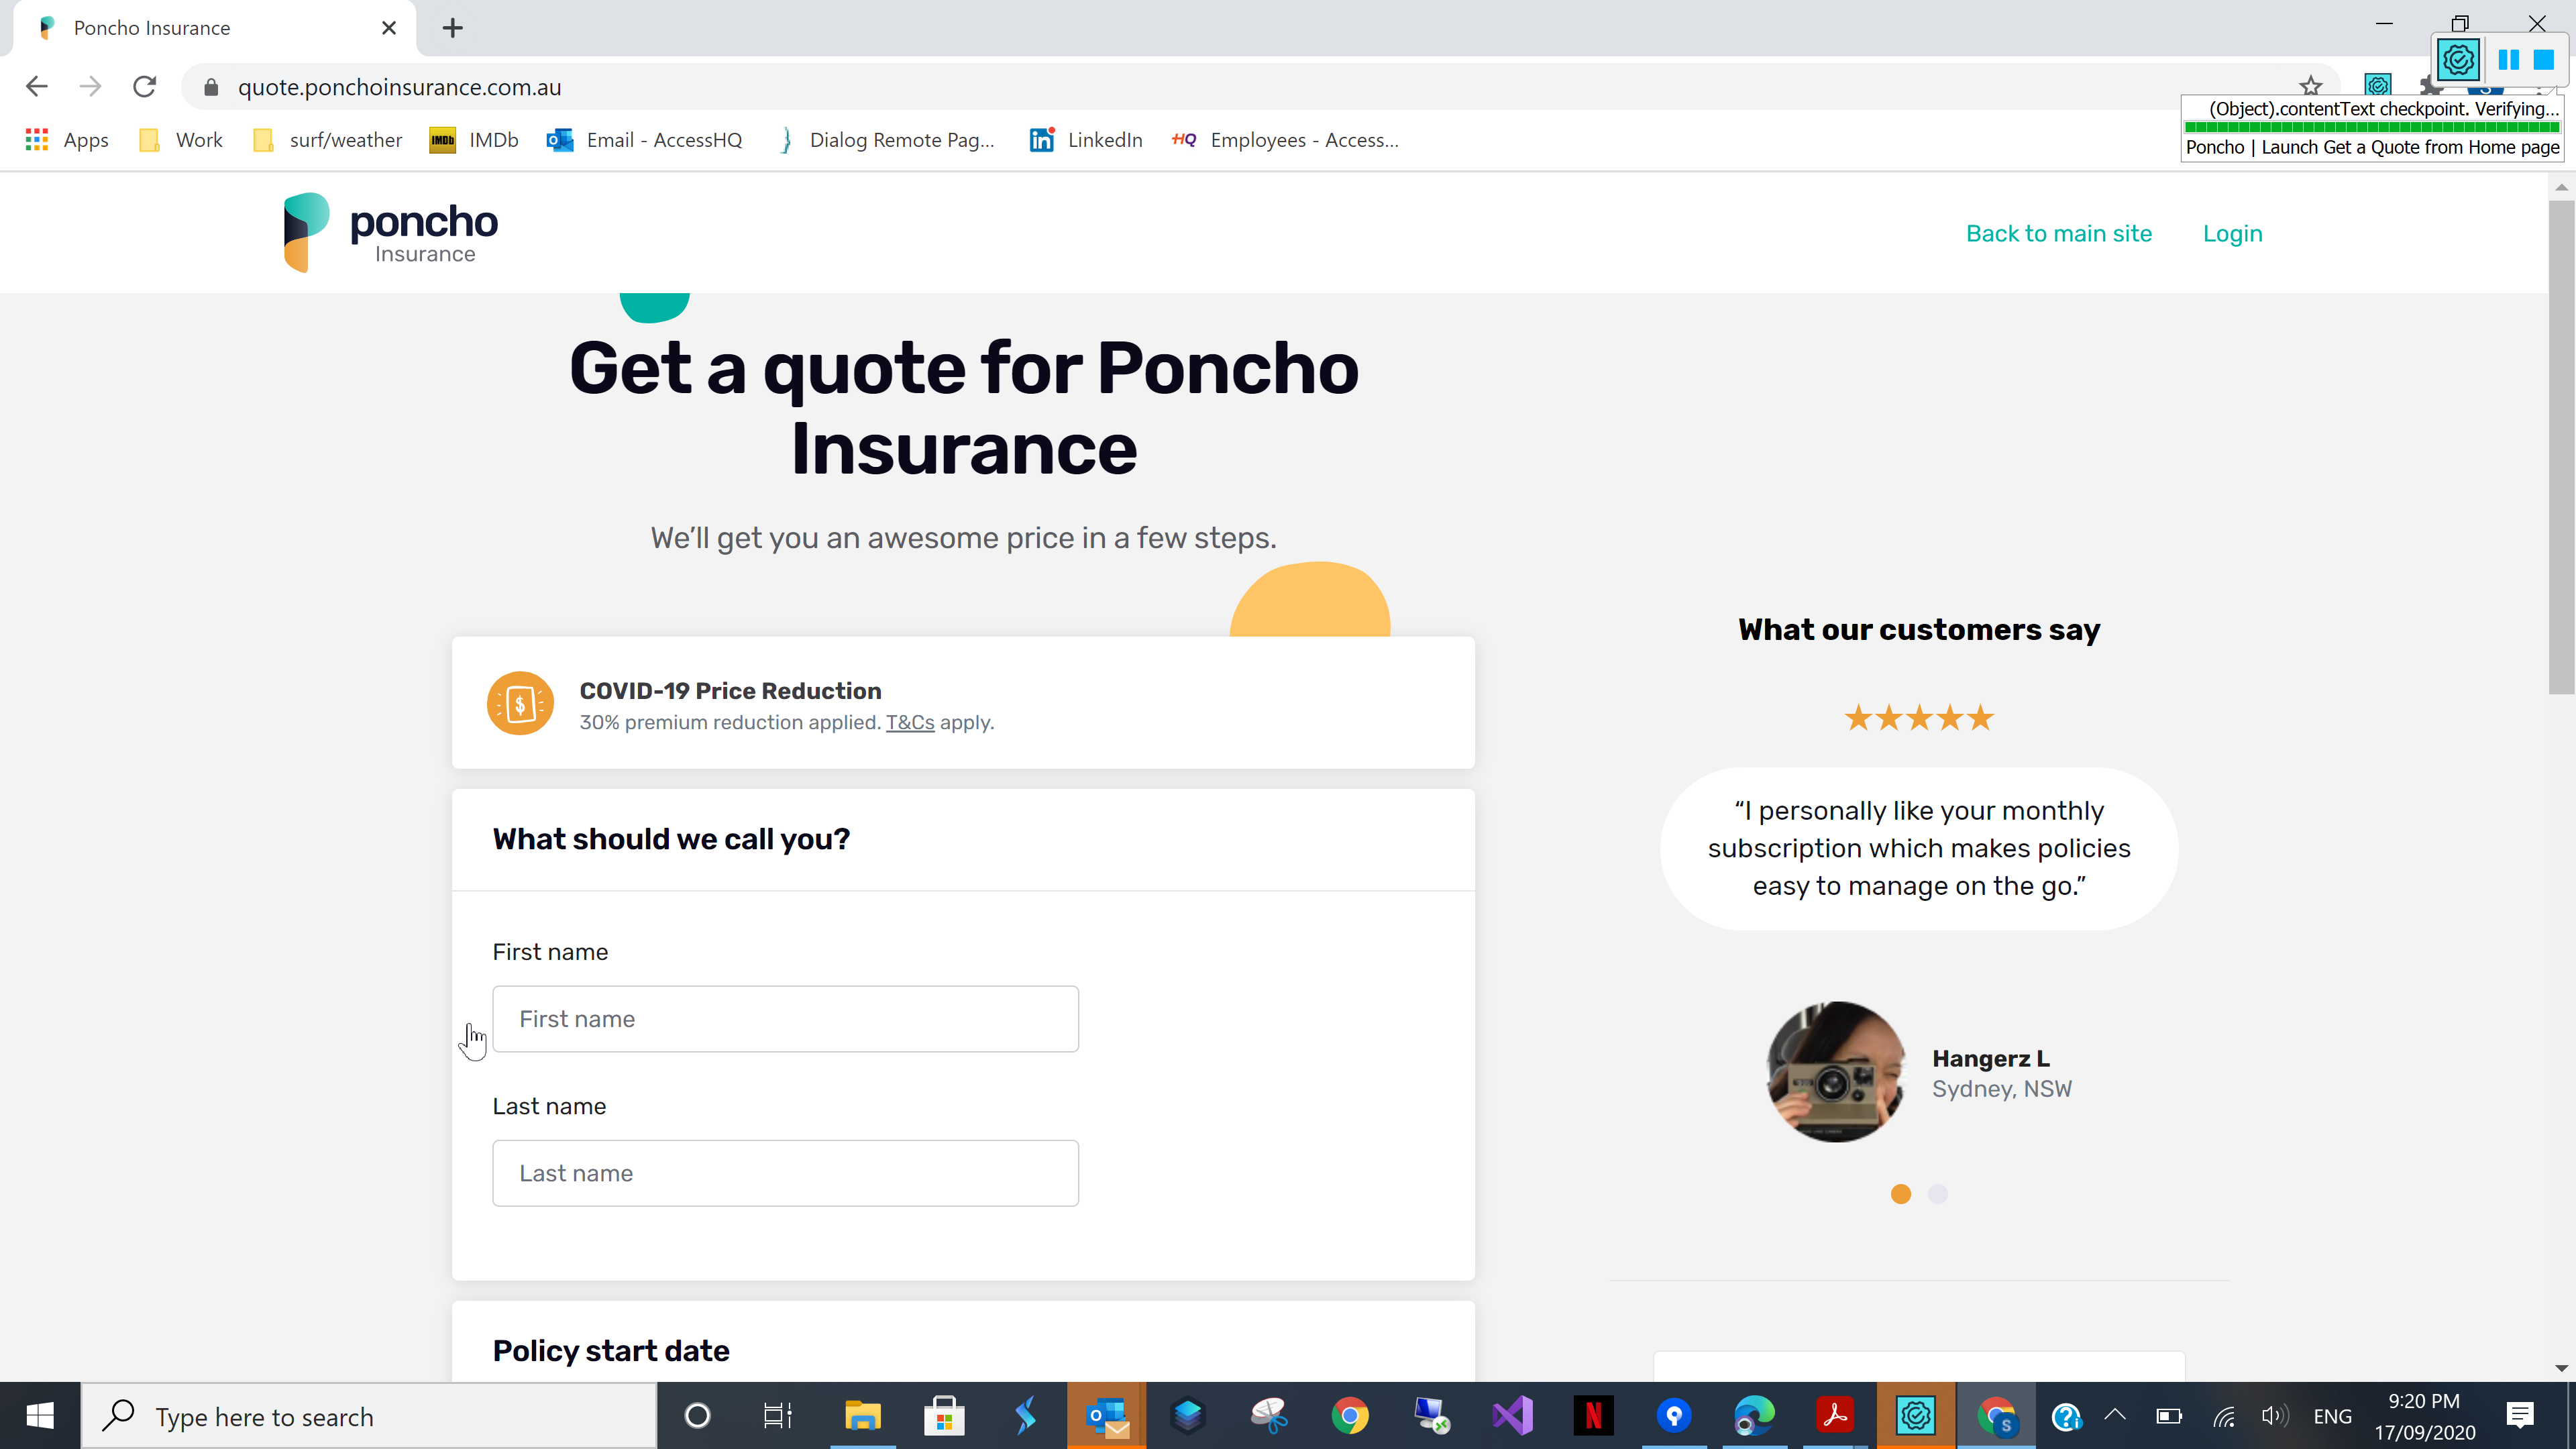 Poncho Insurance
quote.ponchoinsurance.com.au
(Object).contentText checkpoint. Verifying...
Poncho | Launch Get a Quote from Home page
Apps
Work
surf/weather
IMDb
IMDb
Email - AccessHQ
Dialog Remote Pag...
in
LinkedIn
HQ
Employees - Access...
poncho
Insurance
Back to main site
Login
Get a quote for Poncho
Insurance
We’ll get you an awesome price in a few steps.
COVID-19 Price Reduction
30% premium reduction applied. T&Cs apply.
What should we call you?
First name
First name
Last name
Last name
Policy start date
What our customers say
“I personally like your monthly
subscription which makes policies
easy to manage on the go.”
Hangerz L
Sydney, NSW
Type here to search
ENG
9:20 PM
17/09/2020